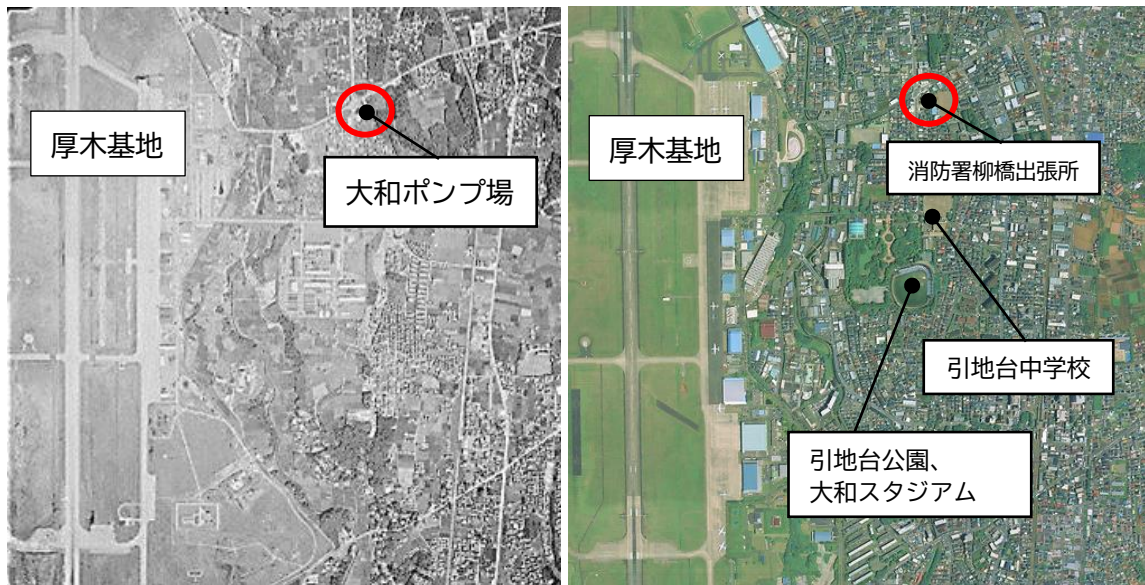 厚木基地
大和ポンプ場
厚木基地
消防署柳橋出張所
引地台中学校
引地台公園、
大和スタジアム